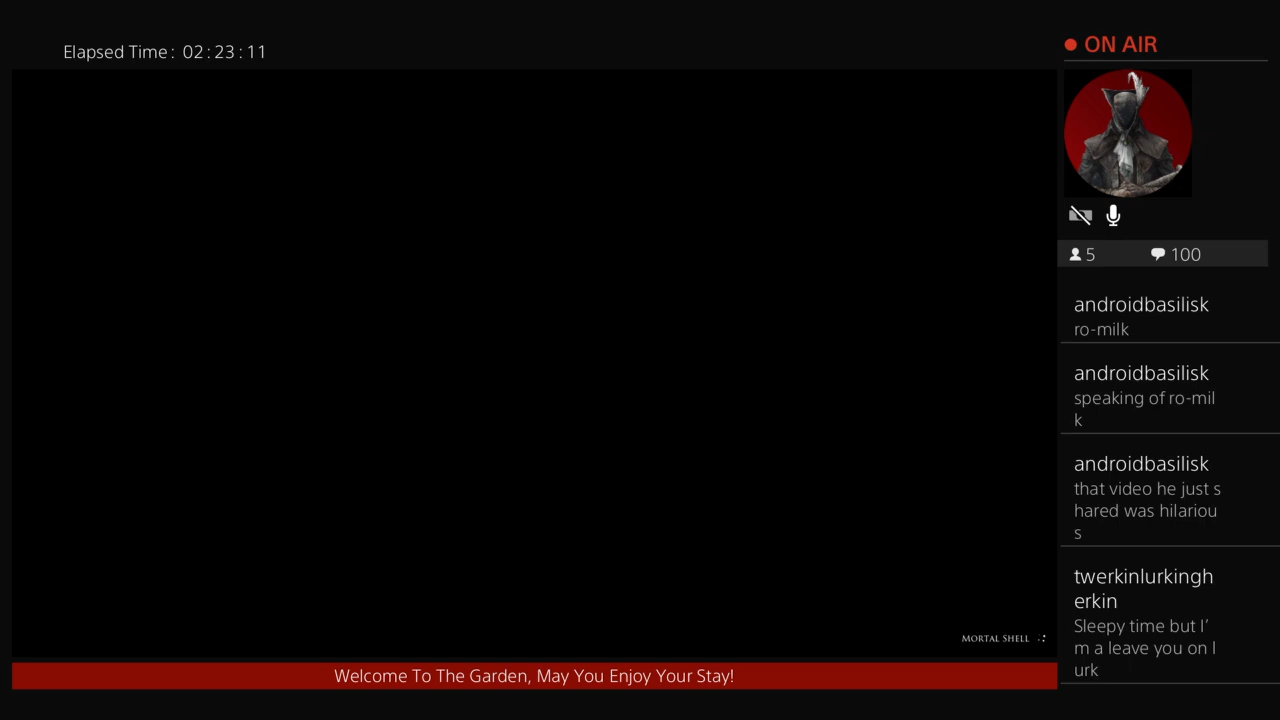 Elapsed Time: 02:23:11
ON AIR
5
100
androidbasilisk
ro-milk
androidbasilisk
speaking of ro-mil
k
androidbasilisk
that video he just s
hared was hilariou
s
twerkinlurkingh
erkin
Sleepy time but I'
m a leave you on l
urk
MORTAL SHELL
Welcome To The Garden, May You Enjoy Your Stay!